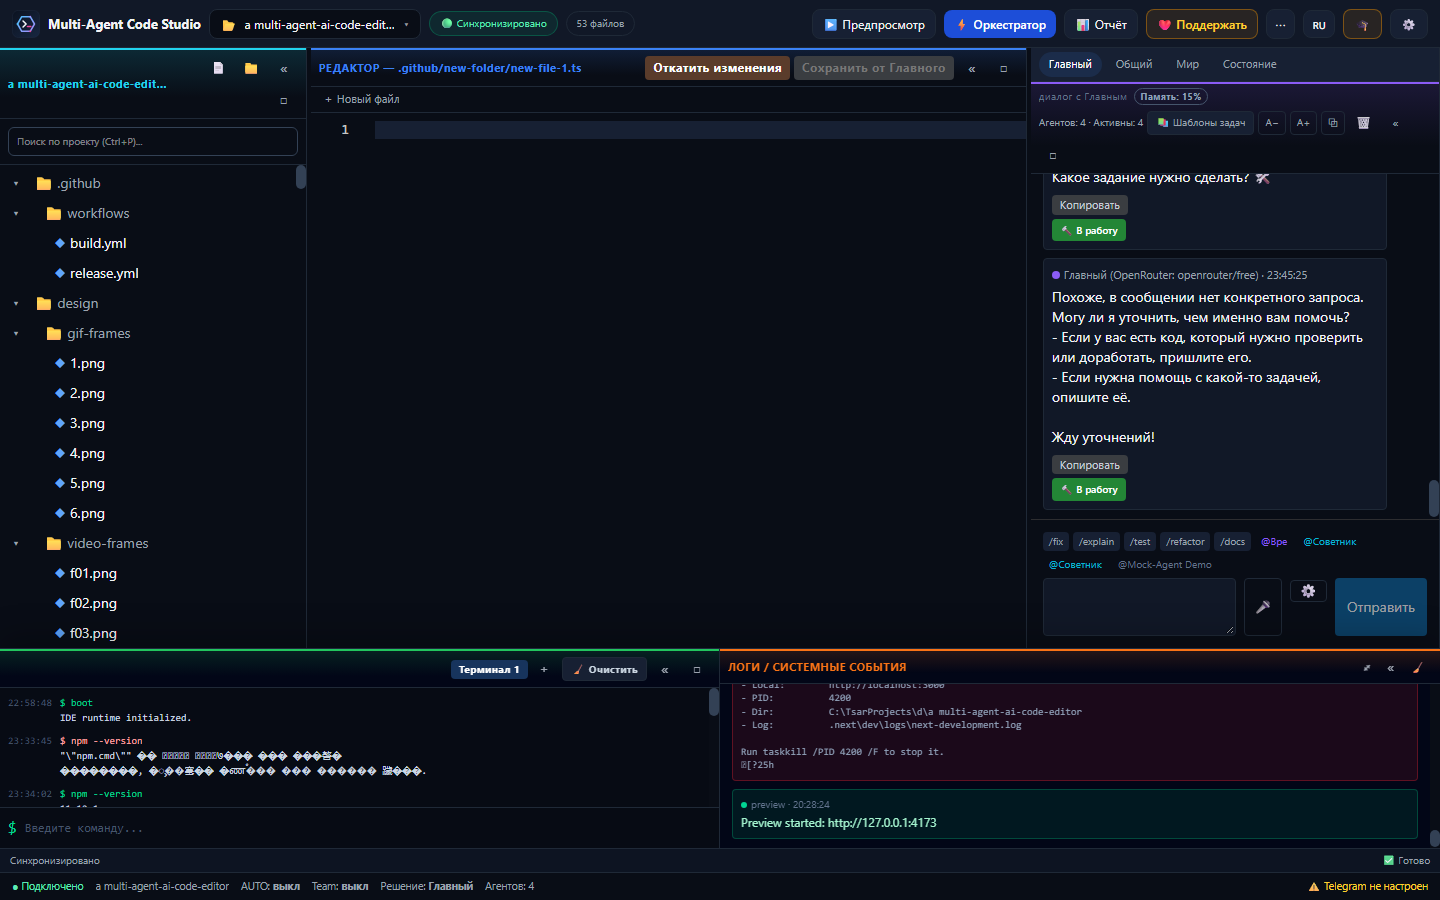 Multi-Agent Code Studio
a multi-agent-ai-code-edit...
Синхронизировано
53 файлов
Предпросмотр
Оркестратор
Отчёт
Поддержать
RU
a multi-agent-ai-code-edit...
Поиск по проекту (Ctrl+P)...
.github
workflows
build.yml
release.yml
design
gif-frames
1.png
2.png
3.png
4.png
5.png
6.png
video-frames
f01.png
f02.png
f03.png
РЕДАКТОР — .github/new-folder/new-file-1.ts
Откатить изменения
Сохранить от Главного
+ Новый файл
1
Главный
Общий
Мир
Состояние
диалог с Главным
Память: 15%
Агентов: 4 · Активны: 4
Шаблоны задач
A−
A+
Какое задание нужно сделать?
Копировать
В работу
Главный (OpenRouter: openrouter/free) · 23:45:25
Похоже, в сообщении нет конкретного запроса.
Могу ли я уточнить, чем именно вам помочь?
- Если у вас есть код, который нужно проверить
или доработать, пришлите его.
- Если нужна помощь с какой-то задачей,
опишите её.
Жду уточнений!
Копировать
В работу
/fix /explain /test /refactor /docs @Вре @Советник
@Советник @Mock-Agent Demo
Отправить
Терминал 1
+
Очистить
22:58:48 $ boot
IDE runtime initialized.
23:33:45 $ npm --version
23:34:02 $ npm --version
$ Введите команду...
ЛОГИ / СИСТЕМНЫЕ СОБЫТИЯ
- Local: http://localhost:3000
- PID: 4200
- Dir: C:\TsarProjects\d\a multi-agent-ai-code-editor
- Log: .next\dev\logs\next-development.log
Run taskkill /PID 4200 /F to stop it.
[?25h
preview · 20:28:24
Preview started: http://127.0.0.1:4173
Синхронизировано
Готово
Подключено
a multi-agent-ai-code-editor
AUTO: выкл
Team: выкл
Решение: Главный
Агентов: 4
Telegram не настроен